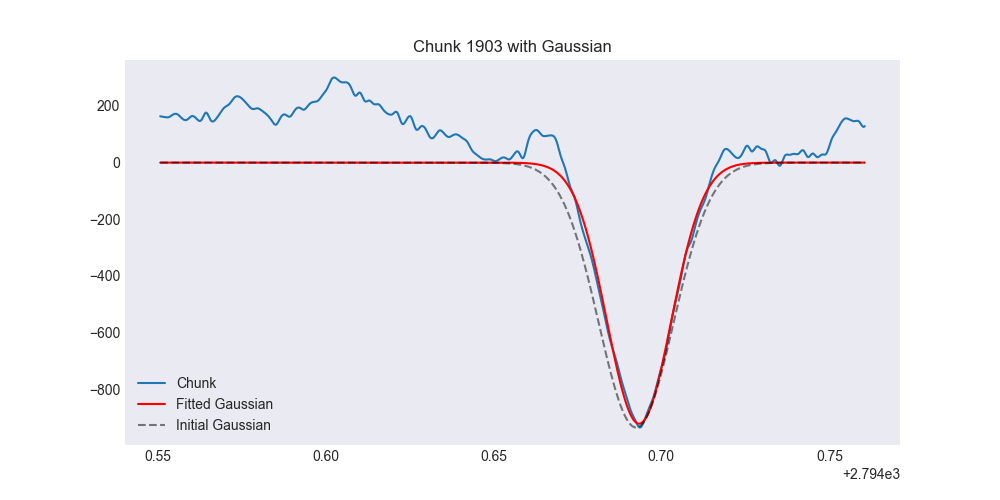 Chunk 1903 with Gaussian
200
0
−200
−400
−600
−800
Chunk
Fitted Gaussian
Initial Gaussian
0.55 0.60 0.65 0.70 0.75
+2.794e3